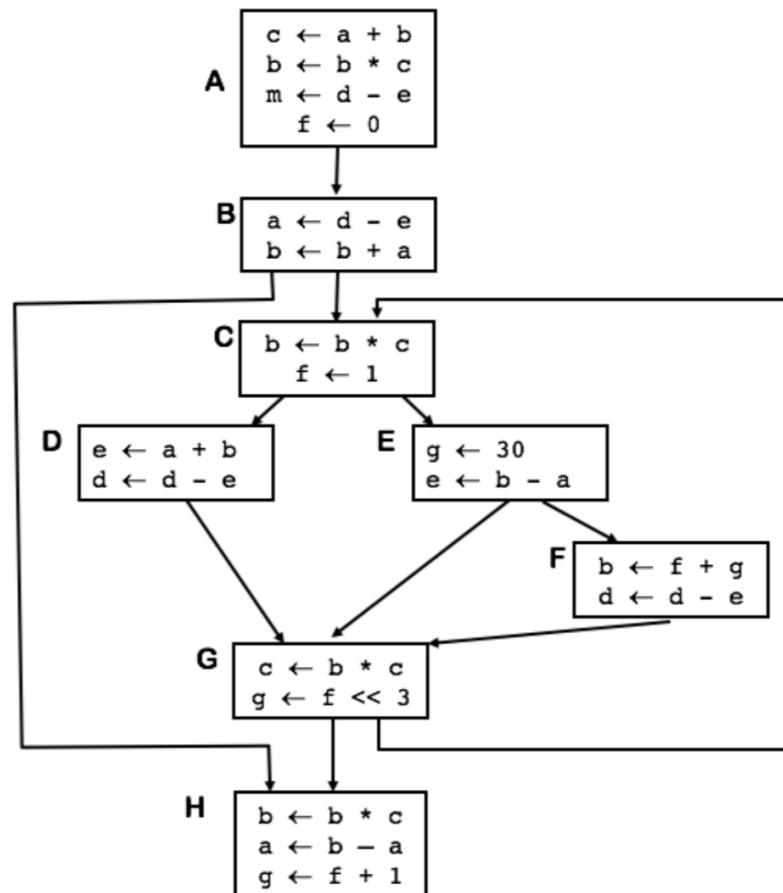 A
c ← a + b
b ← b * c
m ← d - e
f ← 0
B
a ← d - e
b ← b + a
C
b ← b * c
f ← 1
D
e ← a + b
d ← d - e
E
g ← 30
e ← b - a
F
b ← f + g
d ← d - e
G
c ← b * c
g ← f << 3
H
b ← b * c
a ← b – a
g ← f + 1